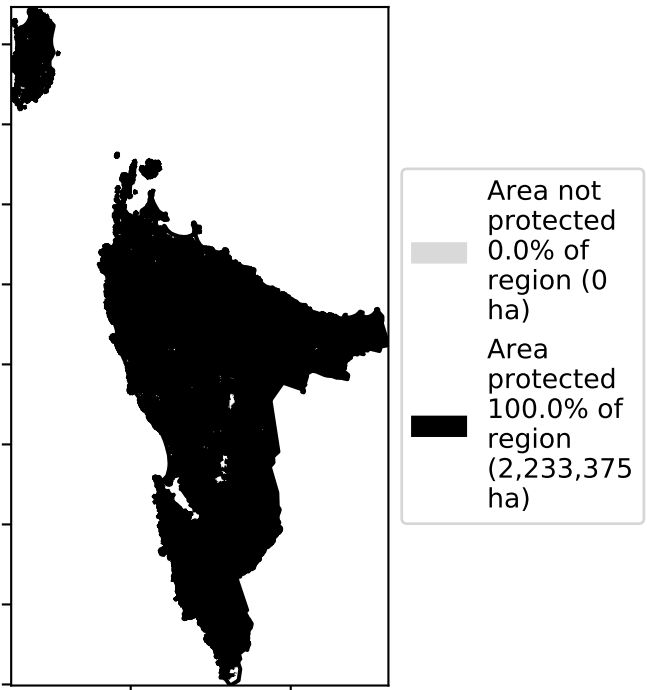 Area not
protected
0.0% of
region (0
ha)
Area
protected
100.0% of
region
(2,233,375
ha)